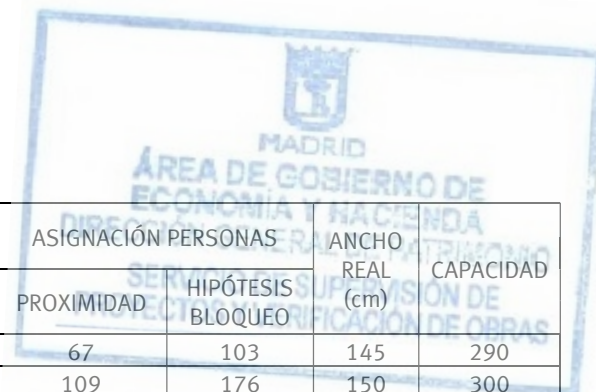 MADRID
ÁREA DE GOBIERNO DE
ECONOMÍA Y HACIENDA
DIRECCIÓN GENERAL DE PATRIMONIO
SERVICIO DE SUPERVISIÓN DE
PROYECTOS Y VERIFICACIÓN DE OBRAS
ASIGNACIÓN PERSONAS
ANCHO
REAL
(cm)
CAPACIDAD
PROXIMIDAD
HIPÓTESIS
BLOQUEO
67 103 145 290
109 176 150 300